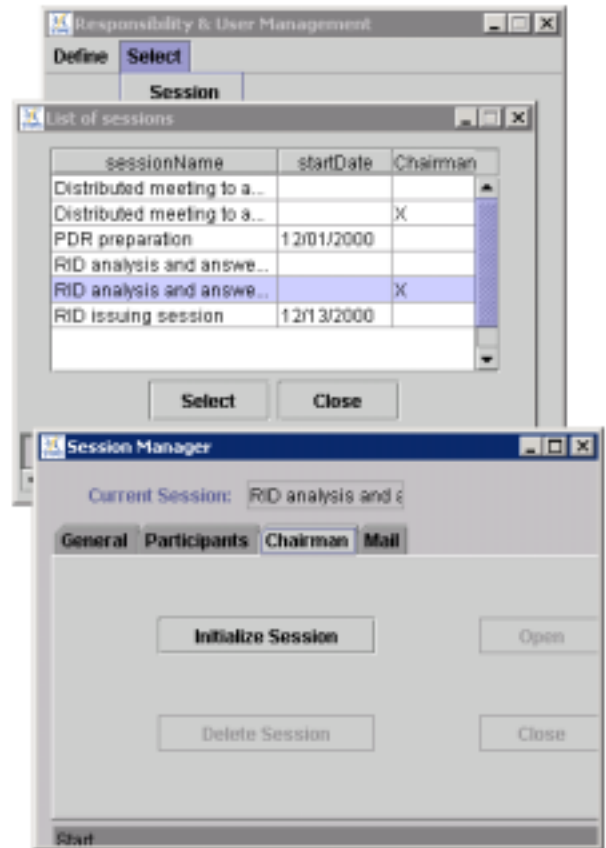 Responsibility & User Management
Define Select
Session
List of sessions
sessionName startDate Chairman
Distributed meeting to a...
Distributed meeting to a... X
PDR preparation 12/01/2000
RID analysis and answe...
RID analysis and answe... X
RID issuing session 12/13/2000
Select Close
Session Manager
Current Session: RID analysis and a
General Participants Chairman Mail
Initialize Session Open
Delete Session Close
Start